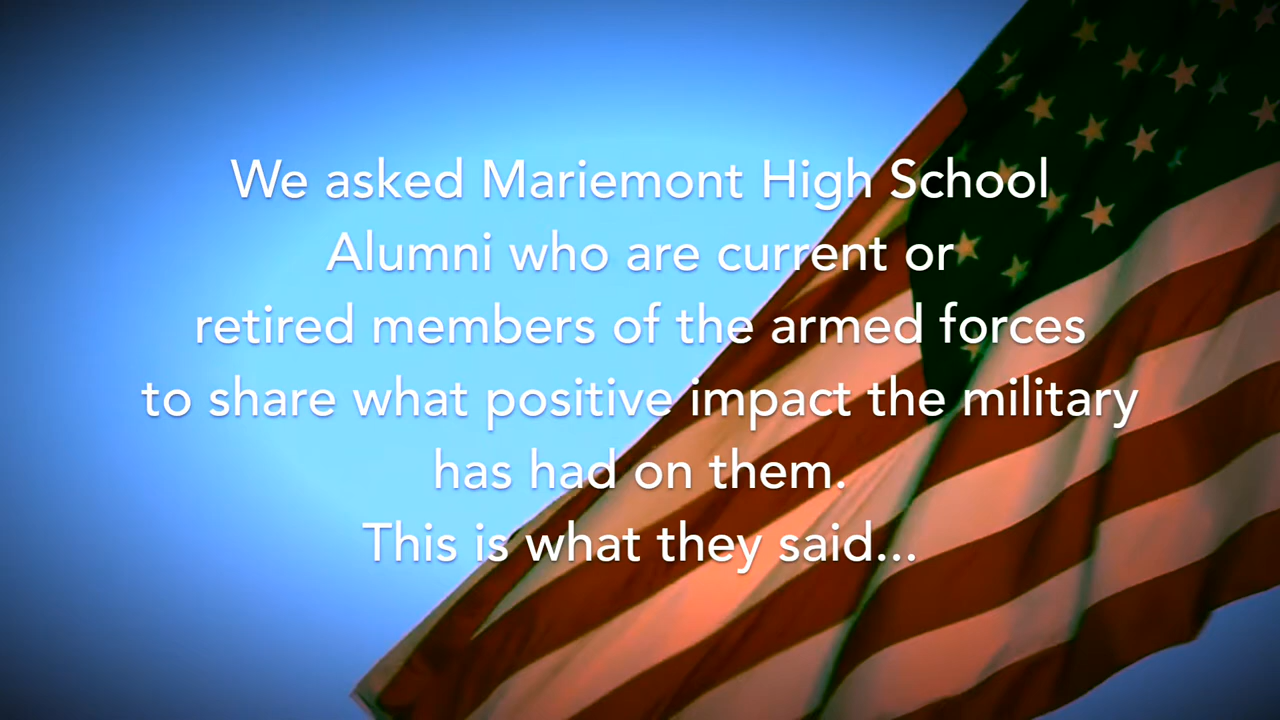 We asked Mariemont High School
Alumni who are current or
retired members of the armed forces
to share what positive impact the military
has had on them.
This is what they said...